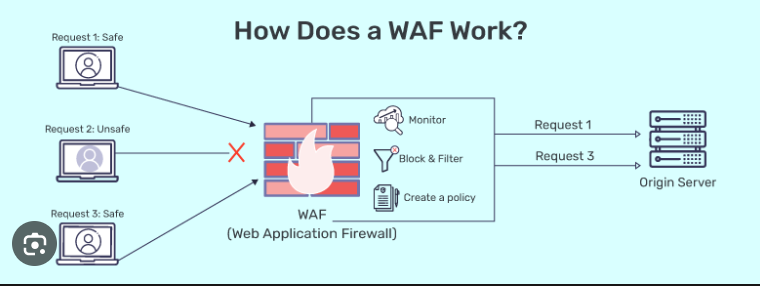 How Does a WAF Work?
Request 1: Safe
Request 2: Unsafe
Request 3: Safe
Monitor
Block & Filter
Create a policy
WAF
(Web Application Firewall)
Request 1
Request 3
Origin Server